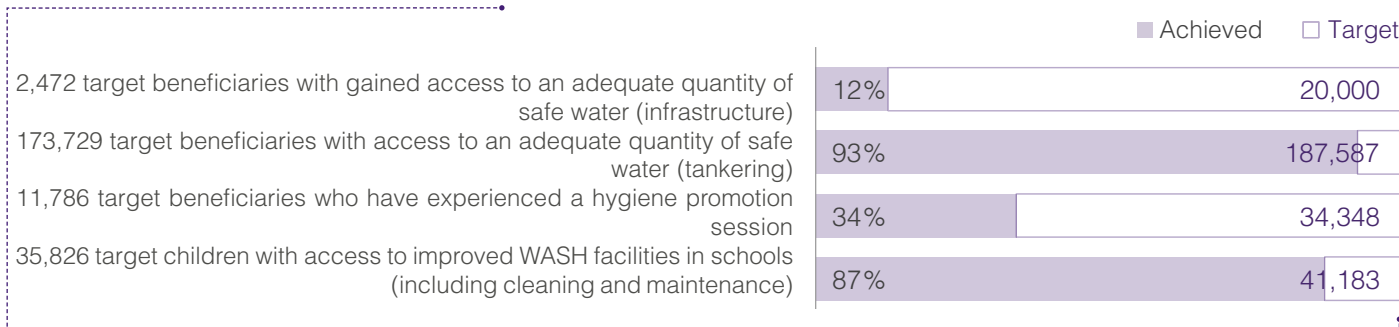 Achieved Target
2,472 target beneficiaries with gained access to an adequate quantity of
safe water (infrastructure)
12% 20,000
173,729 target beneficiaries with access to an adequate quantity of safe
water (tankering)
93% 187,587
11,786 target beneficiaries who have experienced a hygiene promotion
session
34% 34,348
35,826 target children with access to improved WASH facilities in schools
(including cleaning and maintenance)
87% 41,183